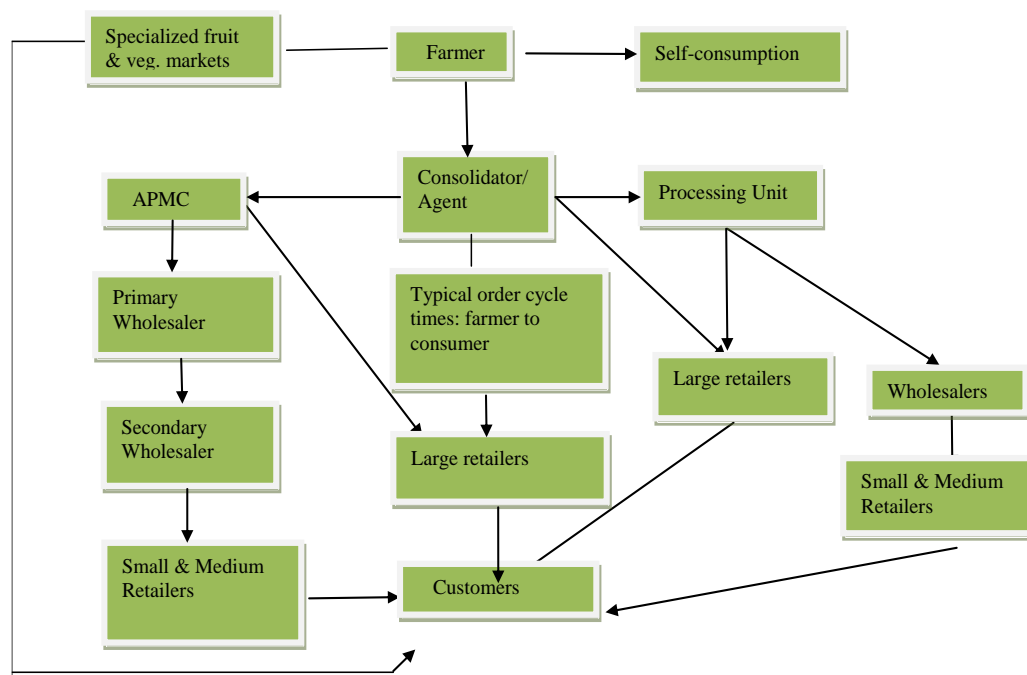 Specialized fruit
& veg. markets
Farmer
Self-consumption
Consolidator/
Agent
APMC
Processing Unit
Primary
Wholesaler
Typical order cycle
times: farmer to
consumer
Large retailers
Wholesalers
Secondary
Wholesaler
Large retailers
Small & Medium
Retailers
Small & Medium
Retailers
Customers